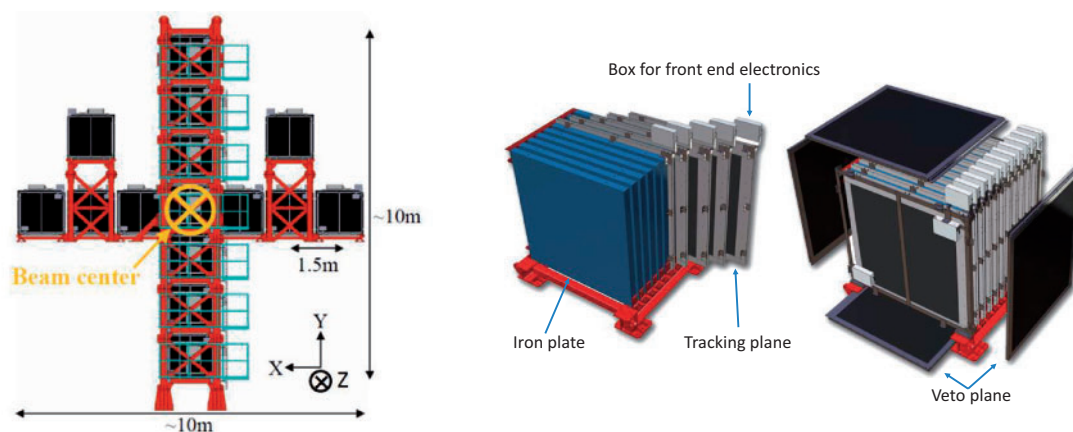 ~10m
1.5m
Beam center
Y
X
Z
~10m
Box for front end electronics
Iron plate
Tracking plane
Veto plane